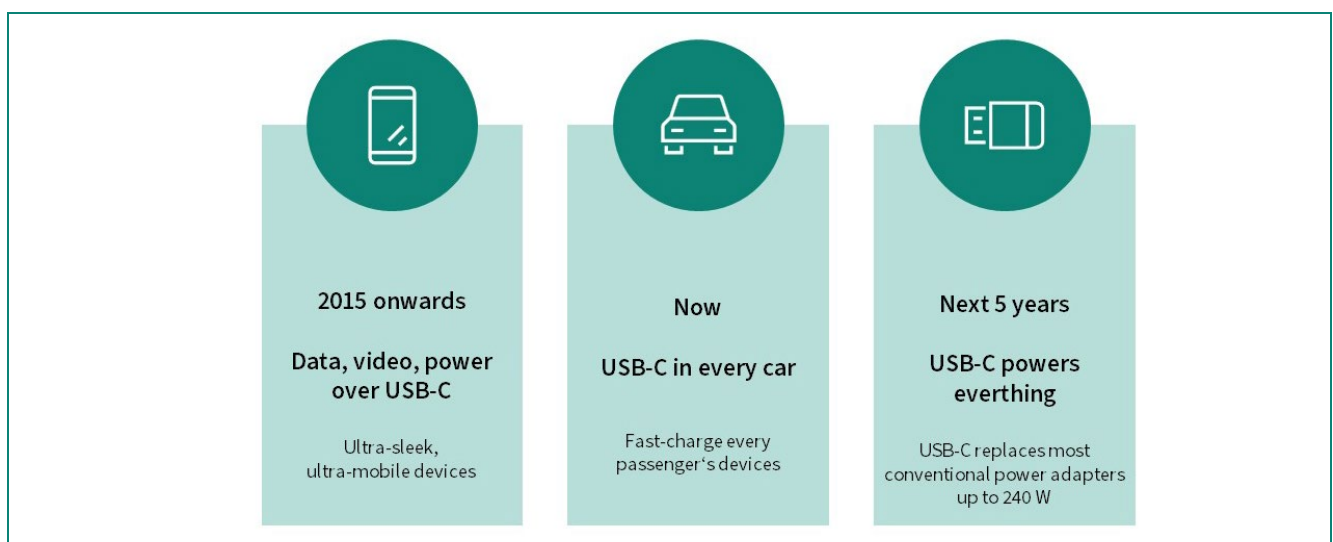 2015 onwards
Data, video, power
over USB-C
Ultra-sleek,
ultra-mobile devices
Now
USB-C in every car
Fast-charge every
passenger‘s devices
Next 5 years
USB-C powers
everthing
USB-C replaces most
conventional power adapters
up to 240 W